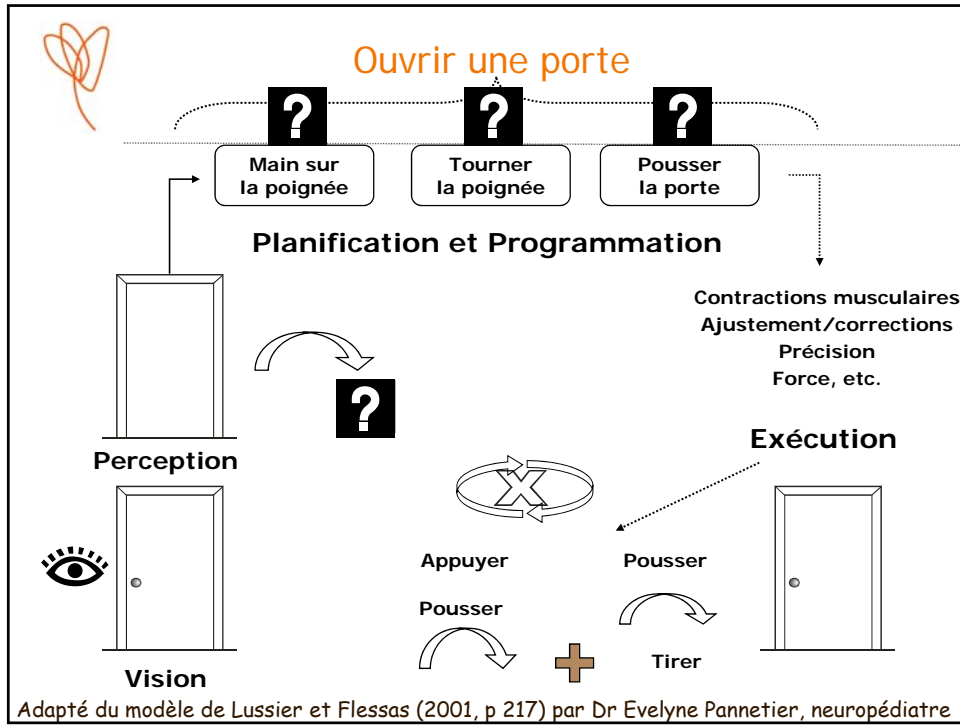 Ouvrir une porte
?
?
?
Main sur
la poignée
Tourner
la poignée
Pousser
la porte
Planification et Programmation
Contractions musculaires
Ajustement/corrections
Précision
Force, etc.
?
Exécution
Perception
X
Appuyer
Pousser
Pousser
Tirer
Vision
Adapté du modèle de Lussier et Flessas (2001, p 217) par Dr Evelyne Pannetier, neuropédiatre